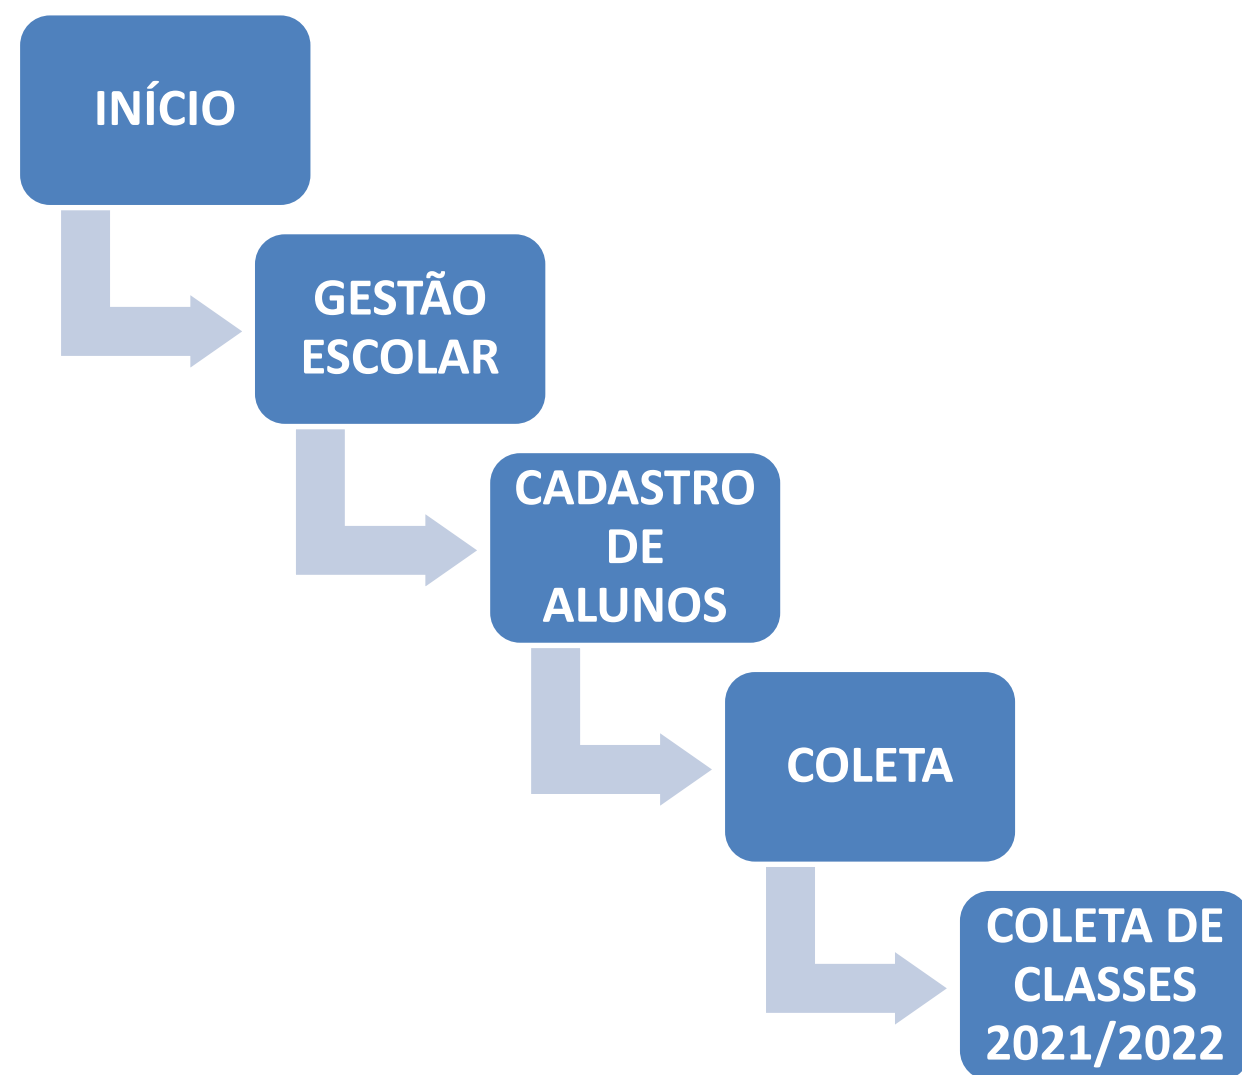 INÍCIO
GESTÃO
ESCOLAR
CADASTRO
DE
ALUNOS
COLETA
COLETA DE
CLASSES
2021/2022